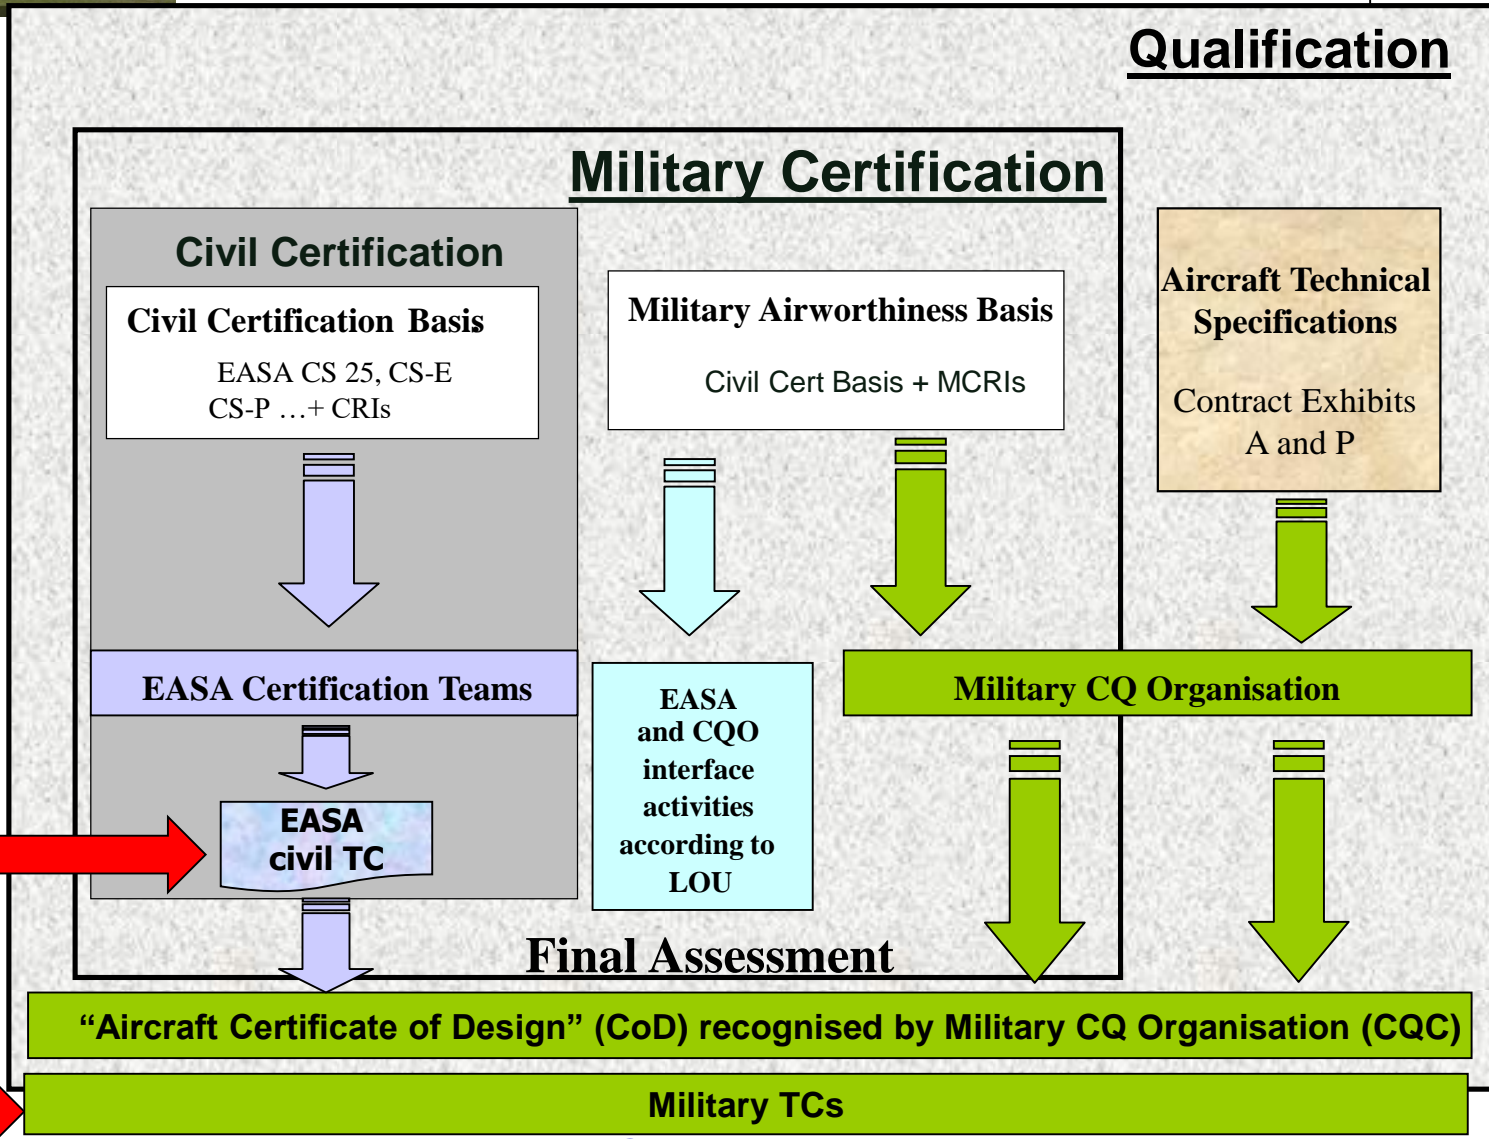 Qualification
Military Certification
Civil Certification
Civil Certification Basis
EASA CS 25, CS-E
CS-P …+ CRIs
Military Airworthiness Basis
Civil Cert Basis + MCRIs
Aircraft Technical
Specifications
Contract Exhibits
A and P
EASA Certification Teams
EASA
and CQO
interface
activities
according to
LOU
Military CQ Organisation
EASA
civil TC
Final Assessment
“Aircraft Certificate of Design” (CoD) recognised by Military CQ Organisation (CQC)
Military TCs